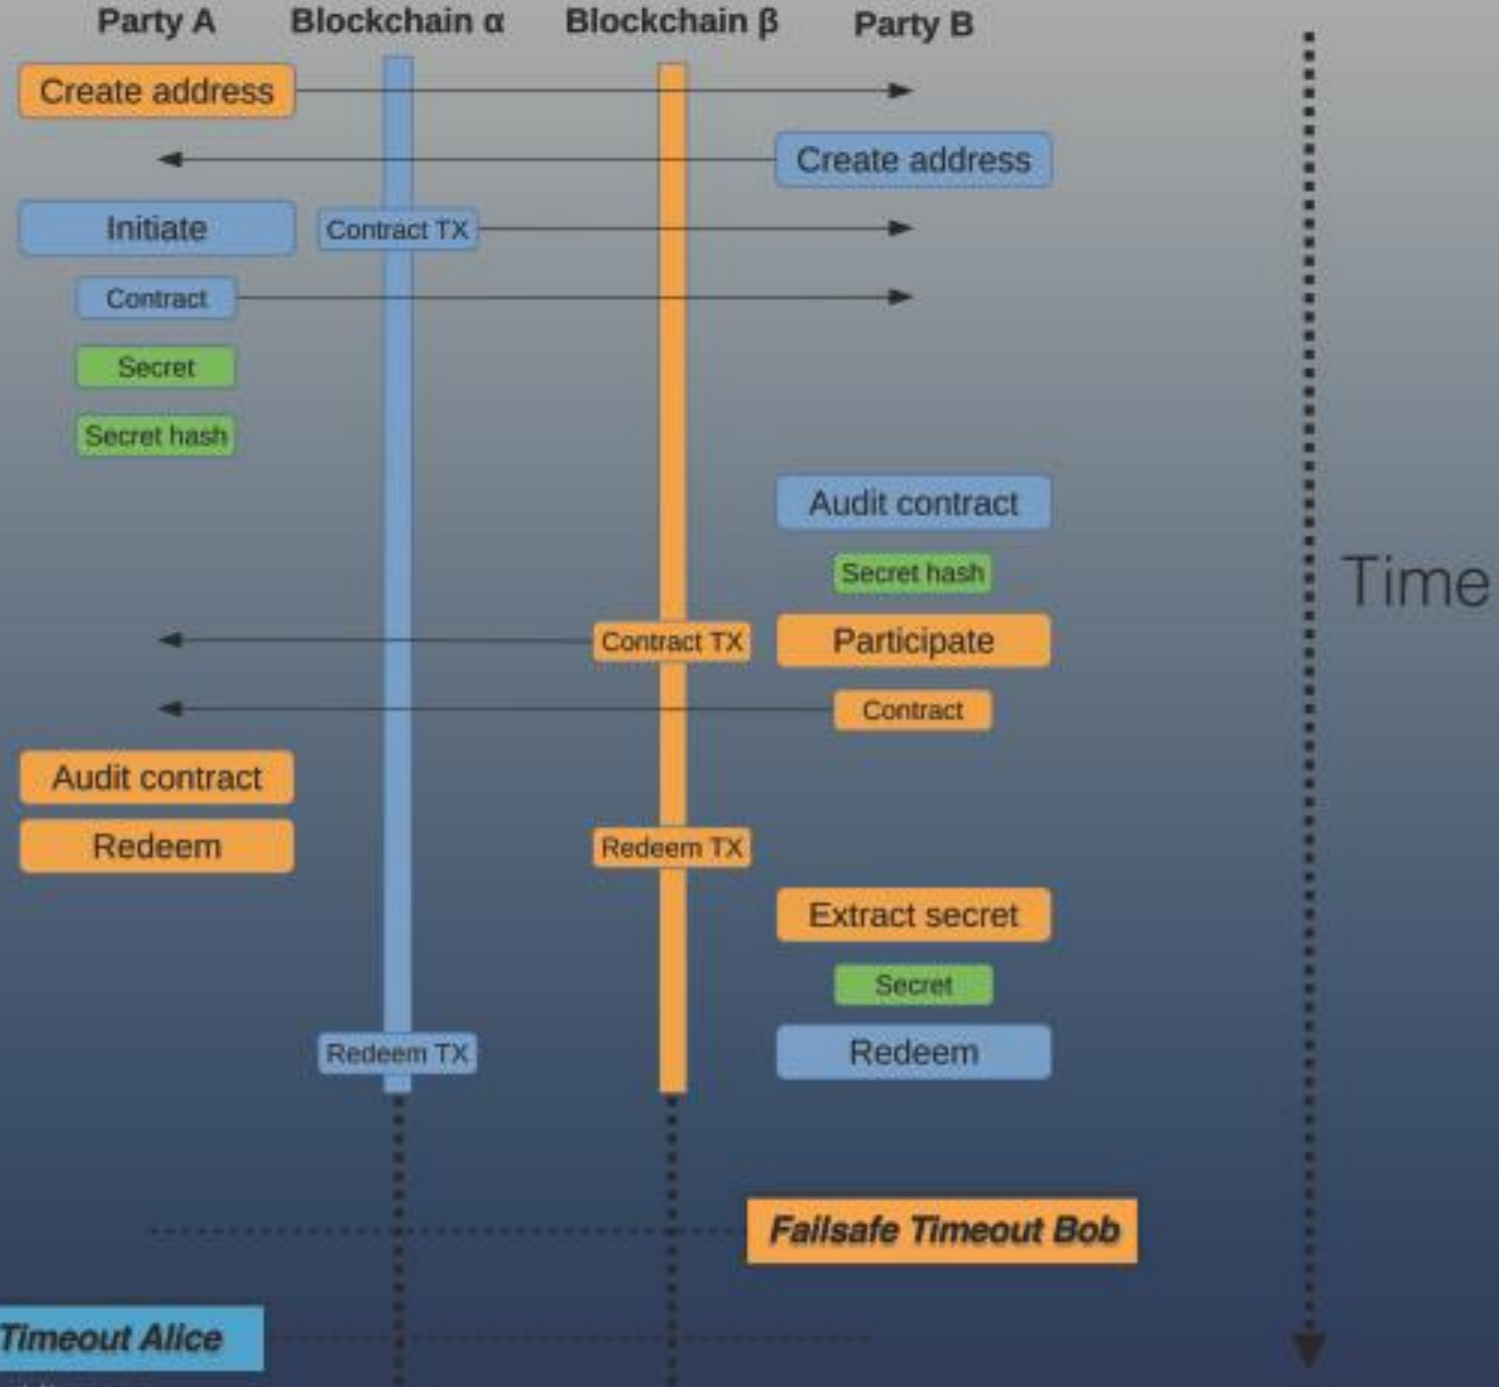 Party A Blockchain α Blockchain β Party B
Create address
Create address
Initiate Contract TX
Contract
Secret
Secret hash
Audit contract
Secret hash
Time
Contract TX Participate
Contract
Audit contract
Redeem Redeem TX
Extract secret
Secret
Redeem TX Redeem
Failsafe Timeout Bob
Timeout Alice